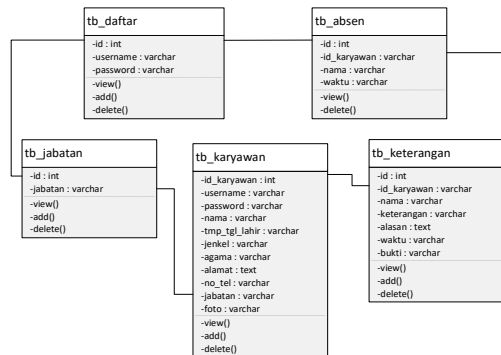 tb_daftar
-id : int
-username : varchar
-password : varchar
-view()
-add()
-delete()
tb_absen
-id : int
-id_karyawan : varchar
-nama : varchar
-waktu : varchar
-view()
-add()
-delete()
tb_jabatan
-id : int
-jabatan : varchar
-view()
-add()
-delete()
tb_karyawan
-id_karyawan : int
-username : varchar
-password : varchar
-nama : varchar
-tmp_tgl_lahir : varchar
-jenkel : varchar
-agama : varchar
-alamat : text
-no_tel : varchar
-jabatan : varchar
-foto : varchar
-view()
-add()
-delete()
tb_keterangan
-id : int
-id_karyawan : varchar
-nama : varchar
-keterangan : varchar
-alasan : text
-waktu : varchar
-bukti : varchar
-view()
-add()
-delete()